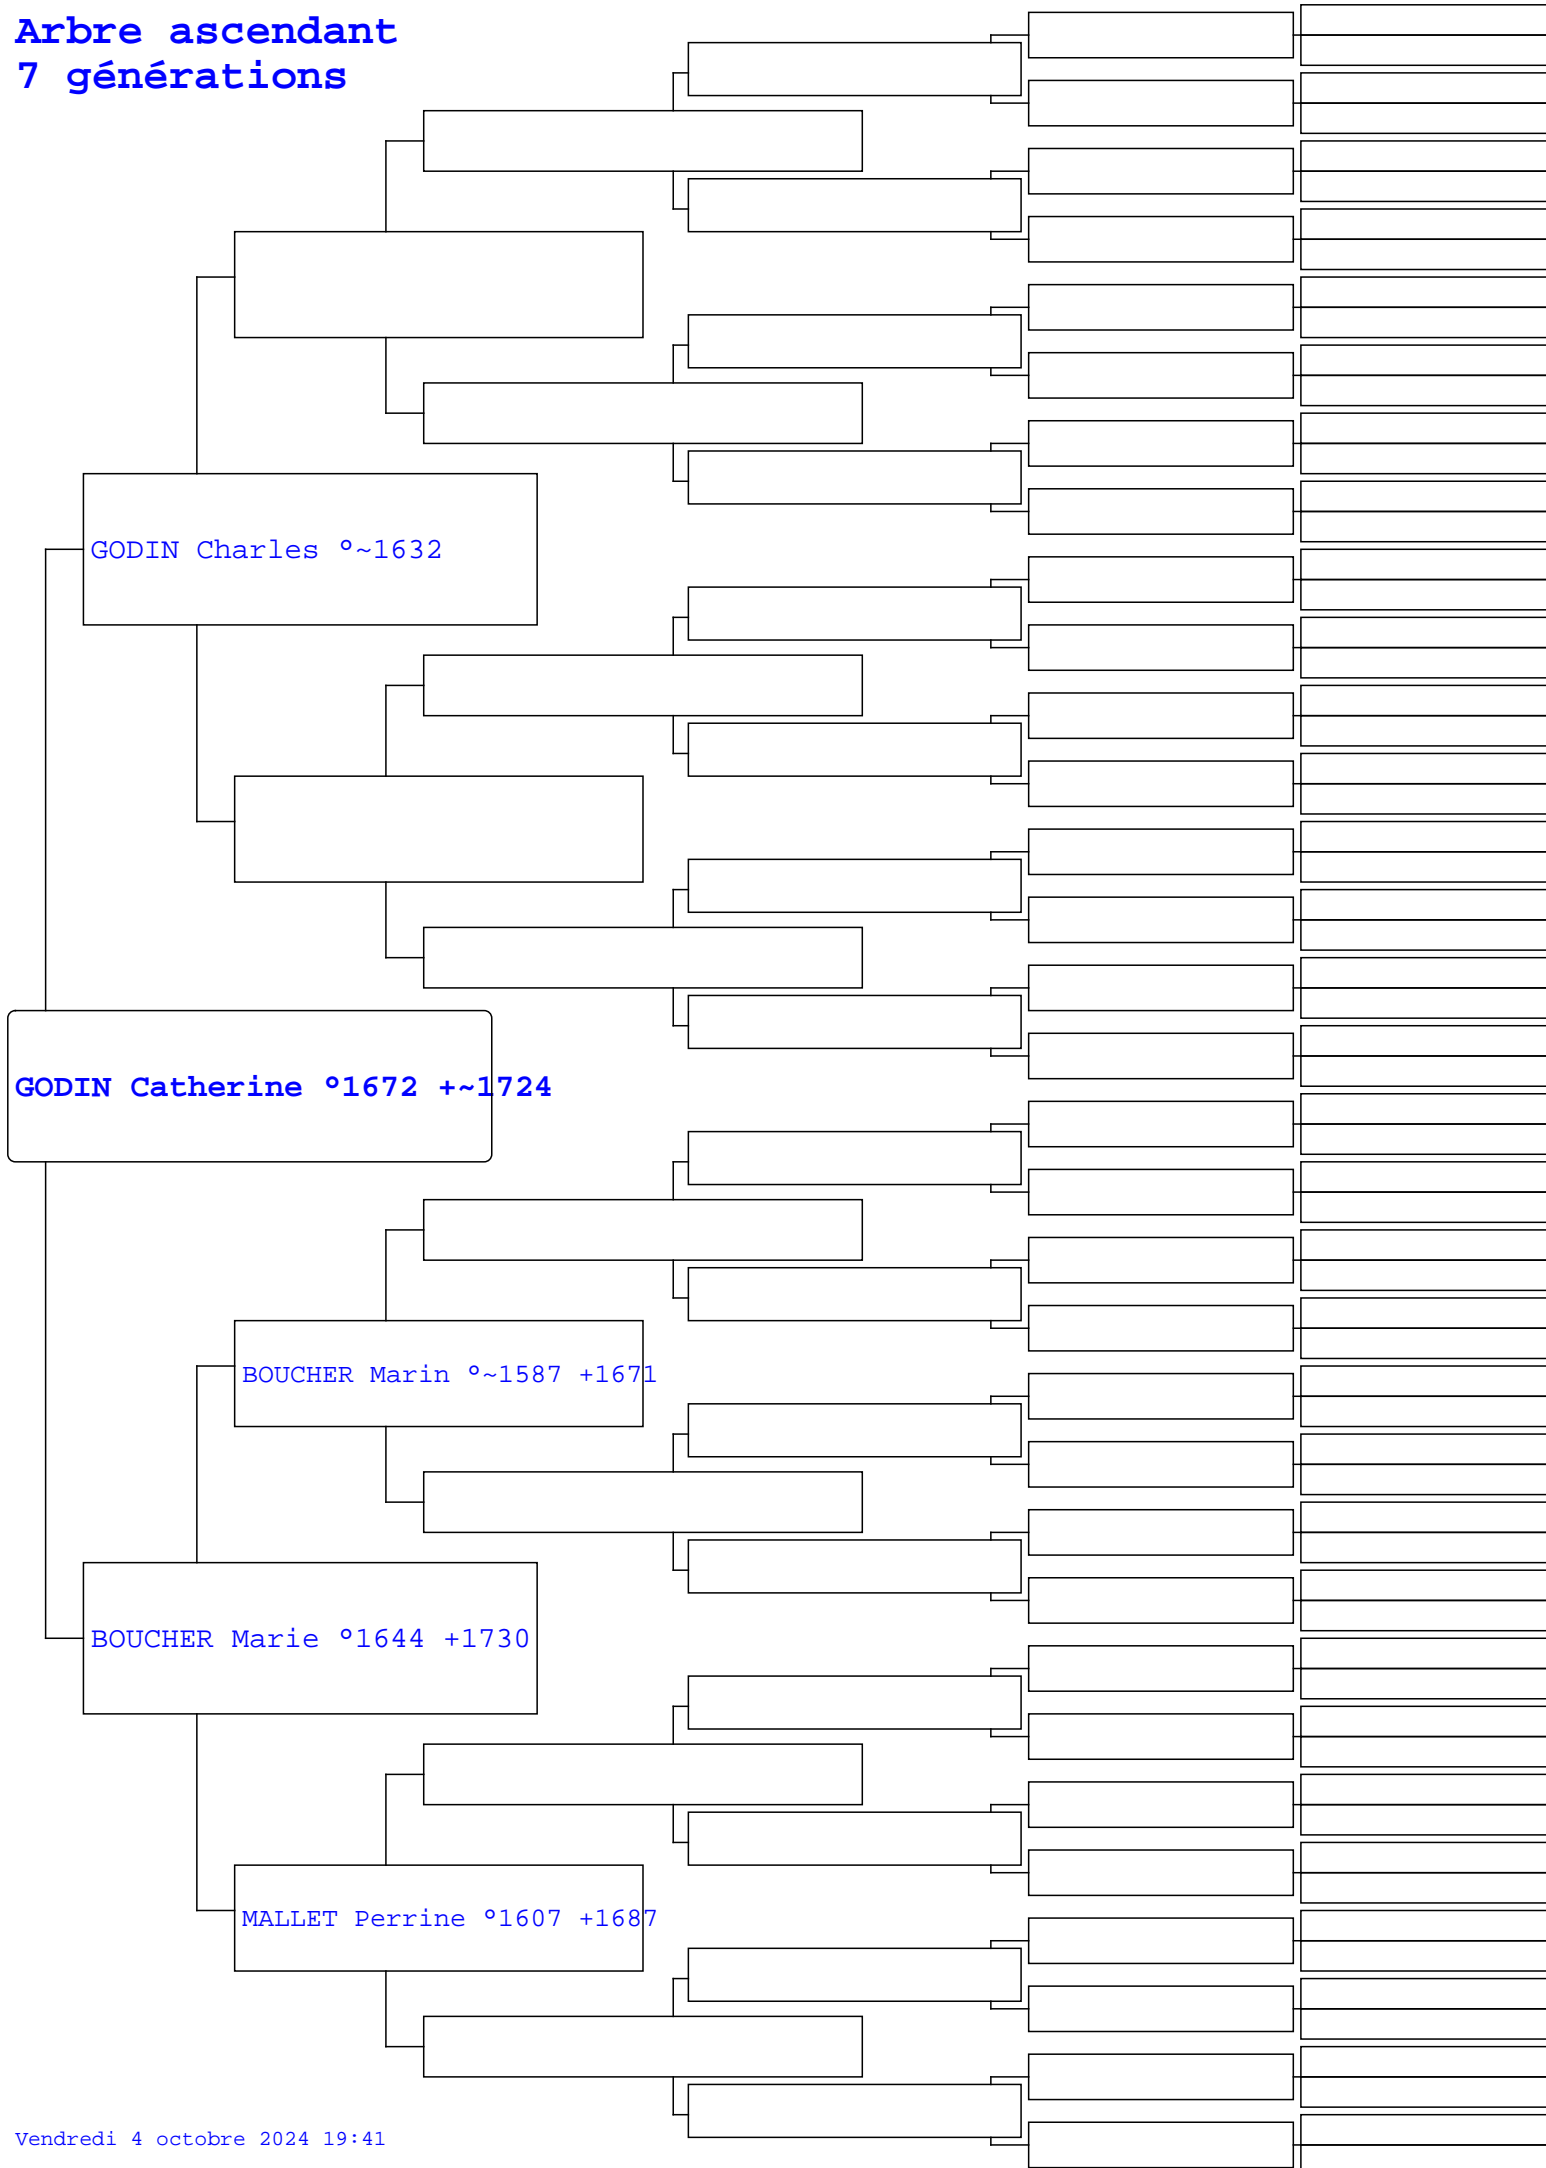 Arbre ascendant
7 générations
GODIN Charles °~1632
GODIN Catherine °1672 +~1724
BOUCHER Marin °~1587 +1671
BOUCHER Marie °1644 +1730
MALLET Perrine °1607 +1687
Vendredi 4 octobre 2024 19:41